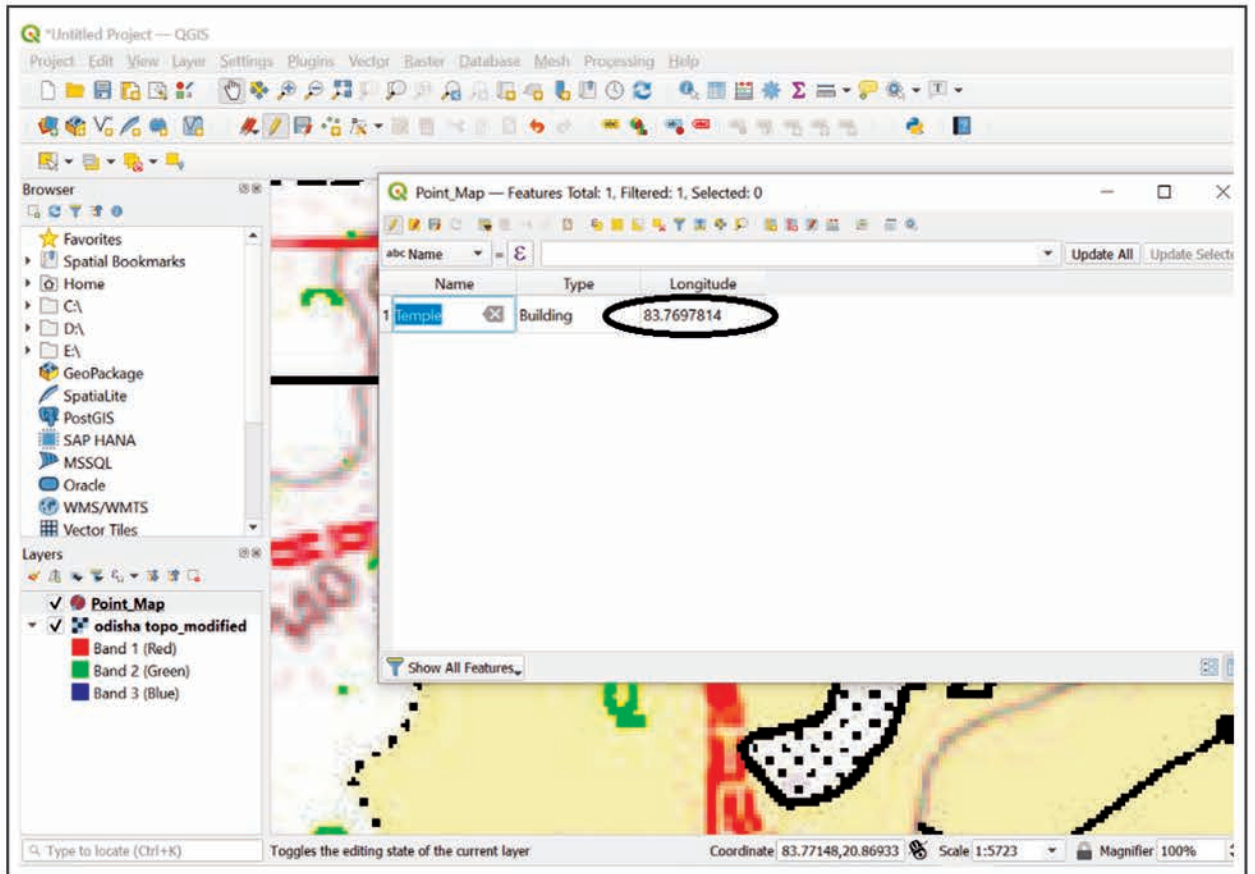 *Untitled Project — QGIS
Project Edit View Layer Settings Plugins Vector Raster Database Mesh Processing Help
Browser
Favorites
Spatial Bookmarks
Home
C:\
D:\
E:\
GeoPackage
SpatiaLite
PostGIS
SAP HANA
MSSQL
Oracle
WMS/WMTS
Vector Tiles
Layers
Point_Map
odisha topo_modified
Band 1 (Red)
Band 2 (Green)
Band 3 (Blue)
Point_Map — Features Total: 1, Filtered: 1, Selected: 0
abc Name = ε Update All Update Selecte
Name Type Longitude
1 Temple Building 83.7697814
Show All Features
Type to locate (Ctrl+K) Toggles the editing state of the current layer Coordinate 83.77148,20.86933 Scale 1:5723 Magnifier 100%